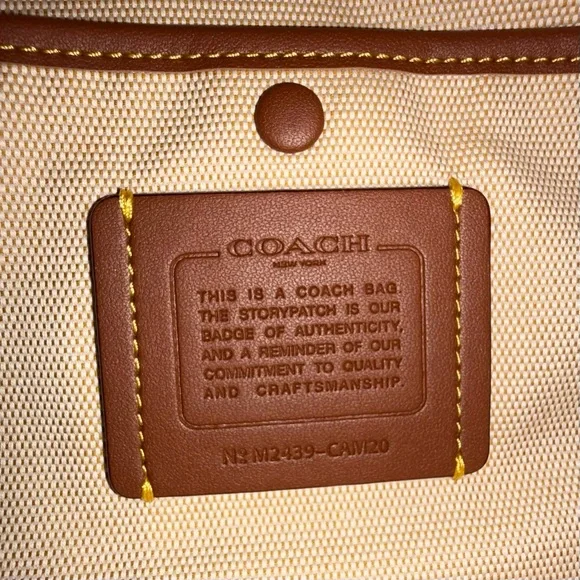 COACH
NEW YORK
THIS IS A COACH BAG
THE STORYPATCH IS OUR
BADGE OF AUTHENTICITY,
AND A REMINDER OF OUR
COMMITMENT TO QUALITY
AND CRAFTSMANSHIP.
Nº M2439-CAM20